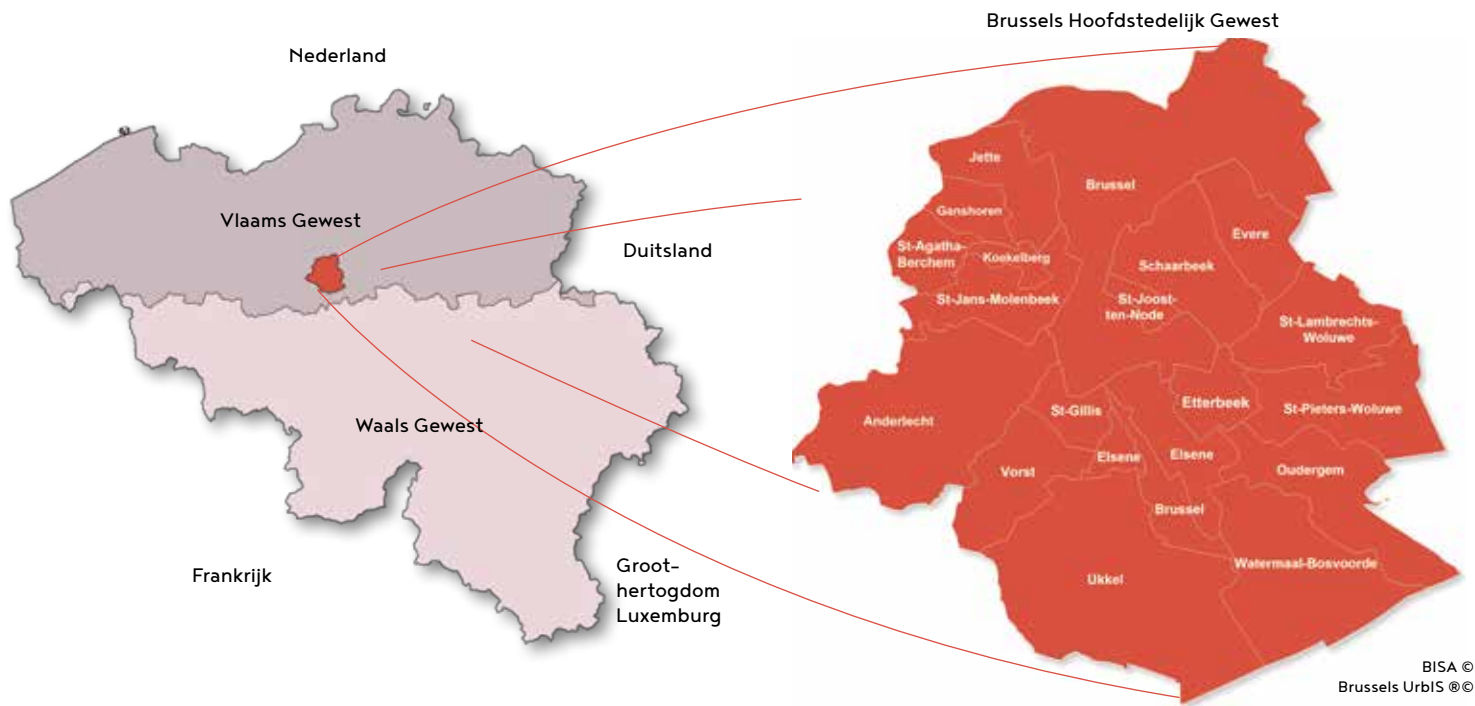 Brussels Hoofdstedelijk Gewest
Nederland
Vlaams Gewest
Duitsland
Waals Gewest
Frankrijk
Groot-
hertogdom
Luxemburg
Jette
Brussel
Ganshoren
Evere
St-Agatha-
Berchem
Koekelberg
Schaarbeek
St-Jans-Molenbeek
St-Joost-
ten-Node
St-Lambrechts-
Woluwe
Etterbeek
St-Gillis
St-Pieters-Woluwe
Anderlecht
Elsene
Elsene
Vorst
Oudergem
Brussel
Watermaal-Bosvoorde
Ukkel
BISA ©
Brussels UrbIS ®©